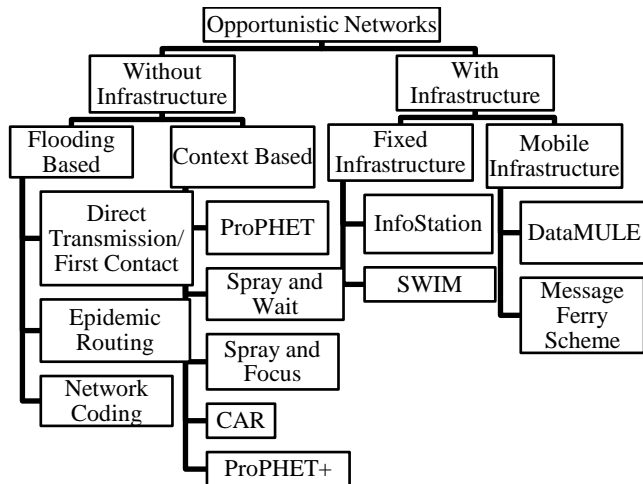 Opportunistic Networks
Without
Infrastructure
With
Infrastructure
Flooding
Based
Context Based
Fixed
Infrastructure
Mobile
Infrastructure
Direct
Transmission/
First Contact
Epidemic
Routing
Network
Coding
ProPHET
Spray and
Wait
Spray and
Focus
CAR
ProPHET+
InfoStation
SWIM
DataMULE
Message
Ferry
Scheme